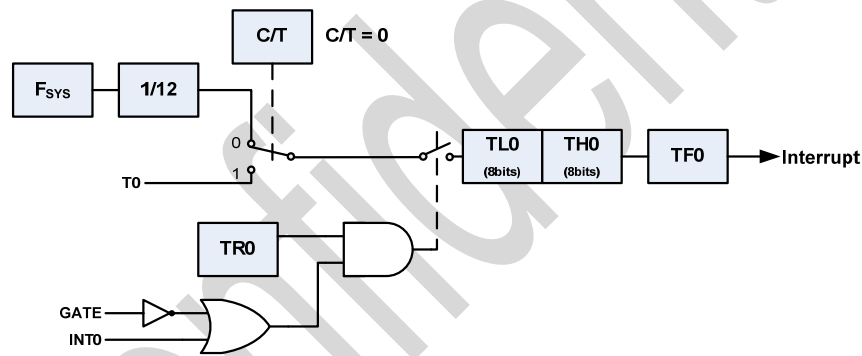 C/T
C/T = 0
FSYS
1/12
0
1
T0
TL0
(8bits)
TH0
(8bits)
TF0
Interrupt
TR0
GATE
INT0